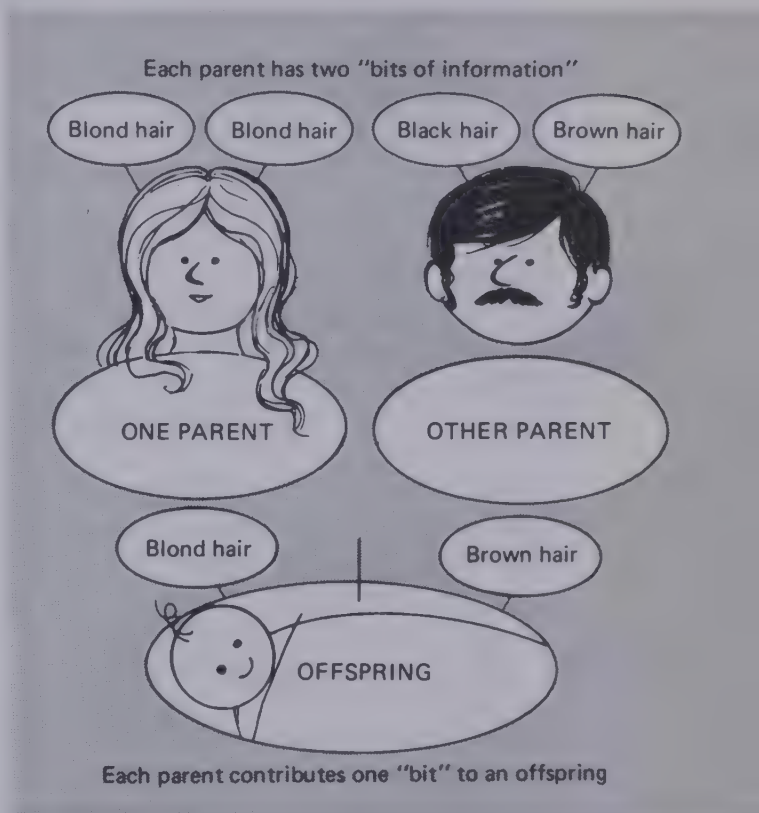 Each parent has two "bits of information"
Blond hair
Blond hair
Black hair
Brown hair
ONE PARENT
OTHER PARENT
Blond hair
Brown hair
OFFSPRING
Each parent contributes one "bit" to an offspring